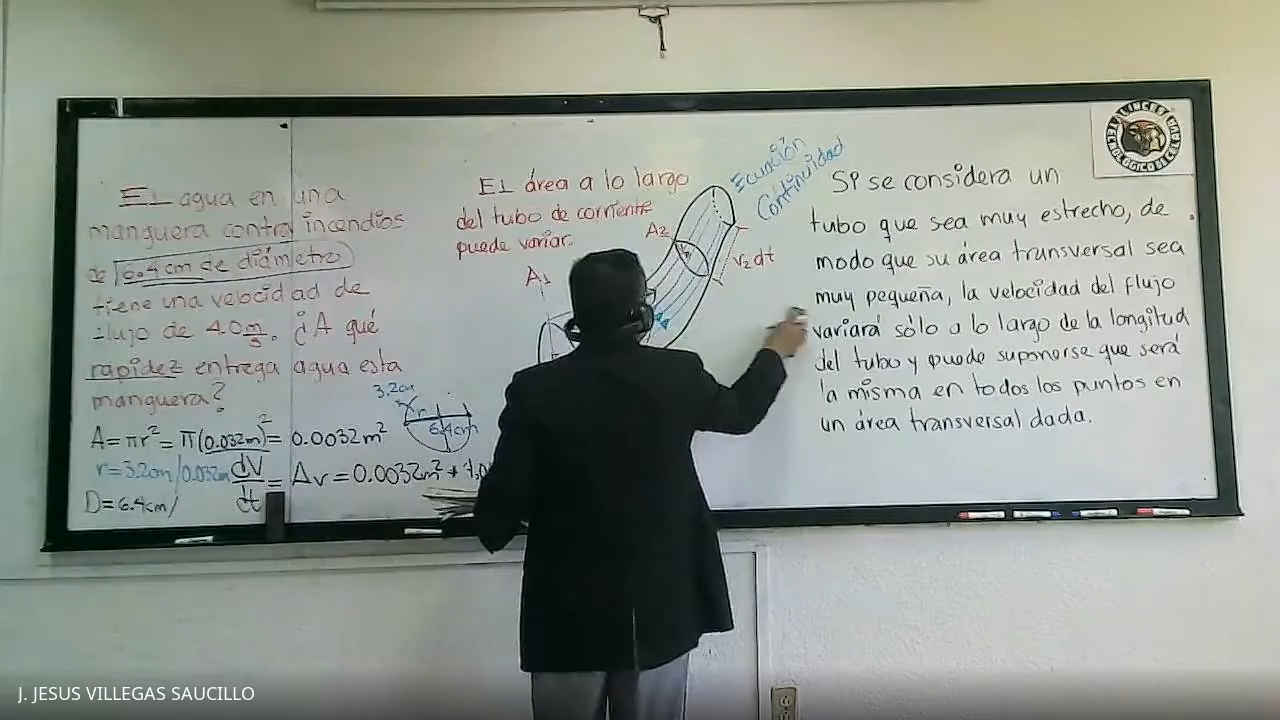 EL agua en una
manguera contra incendios
de 6.4 cm de diámetro
tiene una velocidad de
flujo de 4.0 m/s. ¿A qué
rapidez entrega agua esta
manguera?
A = πr² = π(0.032m)² = 0.0032m²
r = 3.2cm/0.032m dV/dt = Av = 0.0032m² *
D = 6.4cm/
3.2cm
r
6.4cm
EL área a lo largo
del tubo de corriente
puede variar.
A1
A2
v2dt
Ecuación
Continuidad
Si se considera un
tubo que sea muy estrecho, de
modo que su área transversal sea
muy pequeña, la velocidad del flujo
variará sólo a lo largo de la longitud
del tubo y puede suponerse que será
la misma en todos los puntos en
un área transversal dada.
J. JESUS VILLEGAS SAUCILLO